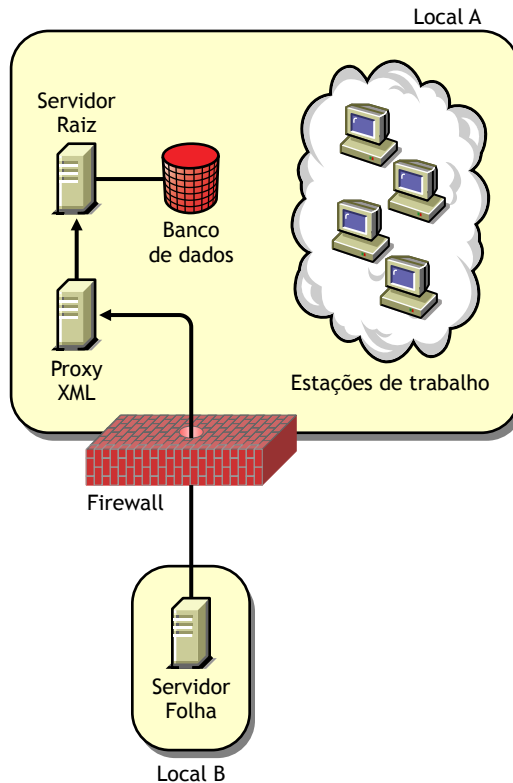 Local A
Servidor
Raiz
Banco
de dados
Proxy
XML
Estações de trabalho
Firewall
Servidor
Folha
Local B